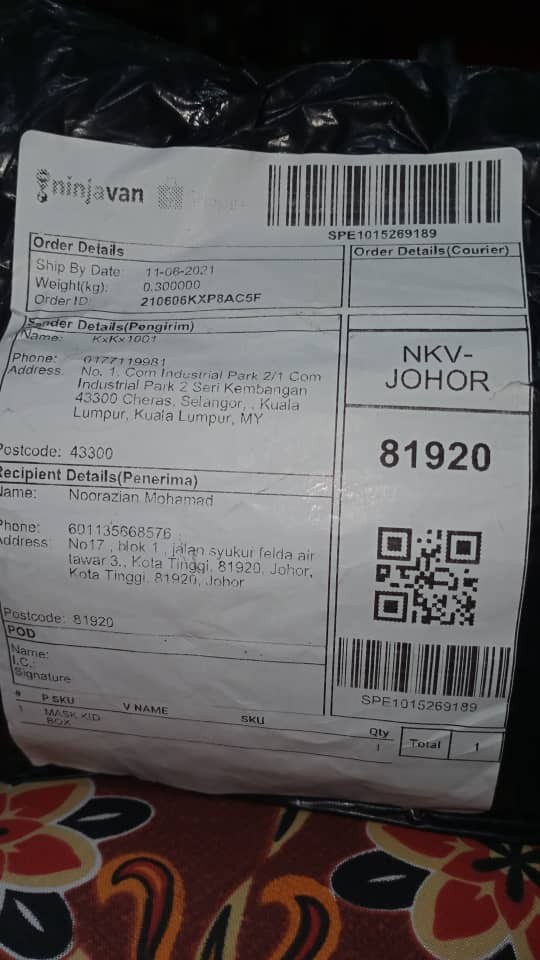 ninjavan
SPE1015269189
Order Details
Order Details(Courier)
Ship By Date: 11-06-2021
Weight(kg): 0.300000
Order ID: 210606KXP8AC5F
Sender Details(Pengirim)
Name: KxKx1001
Phone: 0177119981
Address: No. 1, Com Industrial Park 2/1 Com
Industrial Park 2 Seri Kembangan
43300 Cheras, Selangor, , Kuala
Lumpur, Kuala Lumpur, MY
Postcode: 43300
NKV-
JOHOR
81920
Recipient Details(Penerima)
Name: Noorazian Mohamad
Phone: 601135668576
Address: No17 , blok 1 , jalan syukur felda air
tawar 3,, Kota Tinggi, 81920, Johor,
Kota Tinggi, 81920, Johor
Postcode: 81920
POD
Name:
I.C.:
Signature
SPE1015269189
# P SKU V NAME SKU Qty
1 MASK KID 1
BOX
Total 1